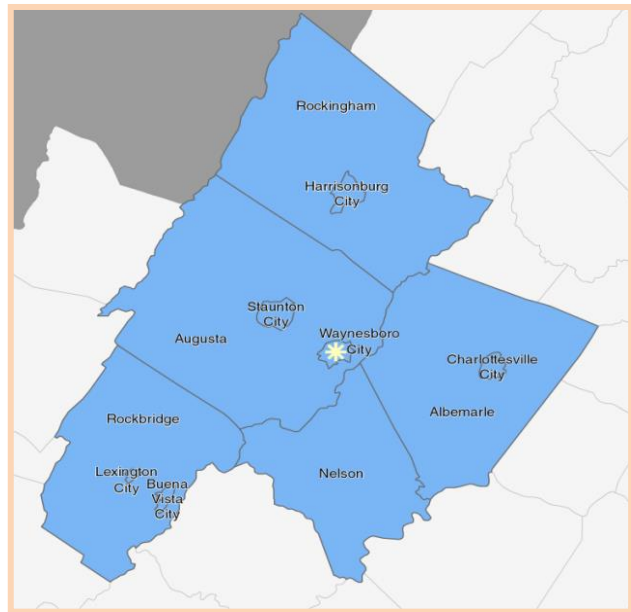 Rockingham
Harrisonburg
City
Staunton
City
Waynesboro
City
Augusta
Charlottesville
City
Albemarle
Rockbridge
Lexington
City
Buena
Vista
City
Nelson